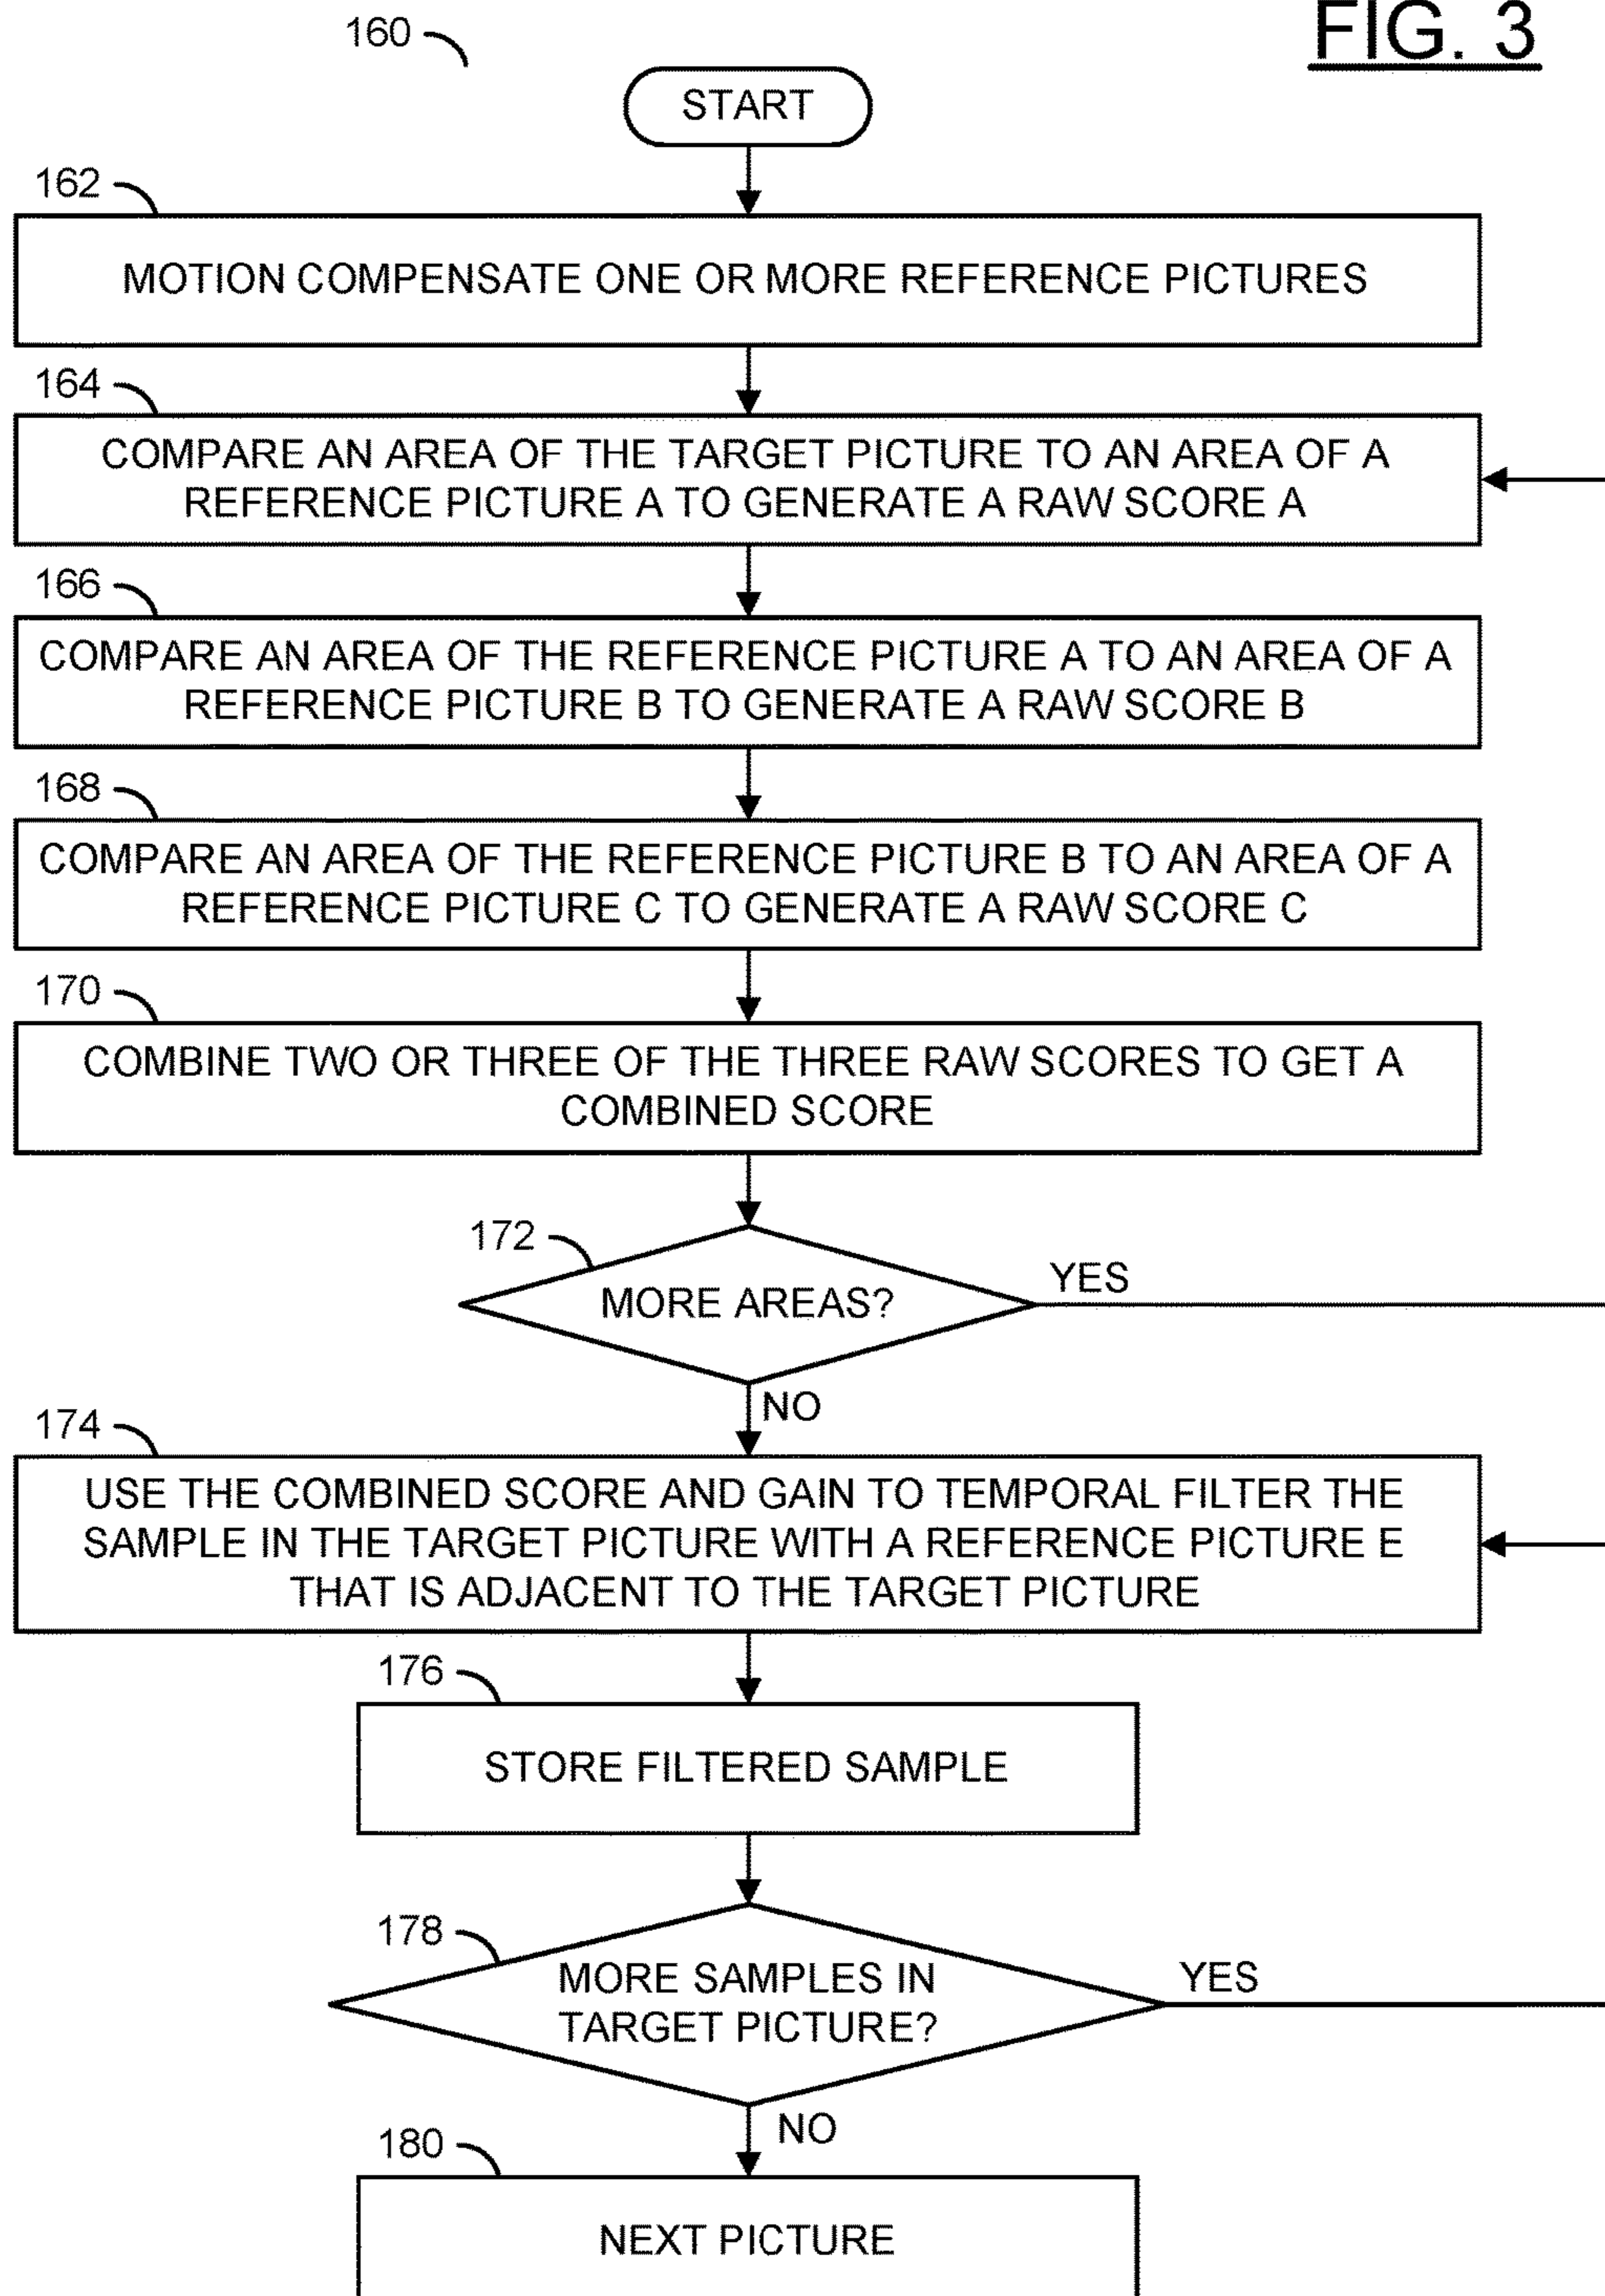 FIG. 3
160
START
162
MOTION COMPENSATE ONE OR MORE REFERENCE PICTURES
164
COMPARE AN AREA OF THE TARGET PICTURE TO AN AREA OF A
REFERENCE PICTURE A TO GENERATE A RAW SCORE A
166
COMPARE AN AREA OF THE REFERENCE PICTURE A TO AN AREA OF A
REFERENCE PICTURE B TO GENERATE A RAW SCORE B
168
COMPARE AN AREA OF THE REFERENCE PICTURE B TO AN AREA OF A
REFERENCE PICTURE C TO GENERATE A RAW SCORE C
170
COMBINE TWO OR THREE OF THE THREE RAW SCORES TO GET A
COMBINED SCORE
172
MORE AREAS?
YES
NO
174
USE THE COMBINED SCORE AND GAIN TO TEMPORAL FILTER THE
SAMPLE IN THE TARGET PICTURE WITH A REFERENCE PICTURE E
THAT IS ADJACENT TO THE TARGET PICTURE
176
STORE FILTERED SAMPLE
178
MORE SAMPLES IN
TARGET PICTURE?
YES
NO
180
NEXT PICTURE